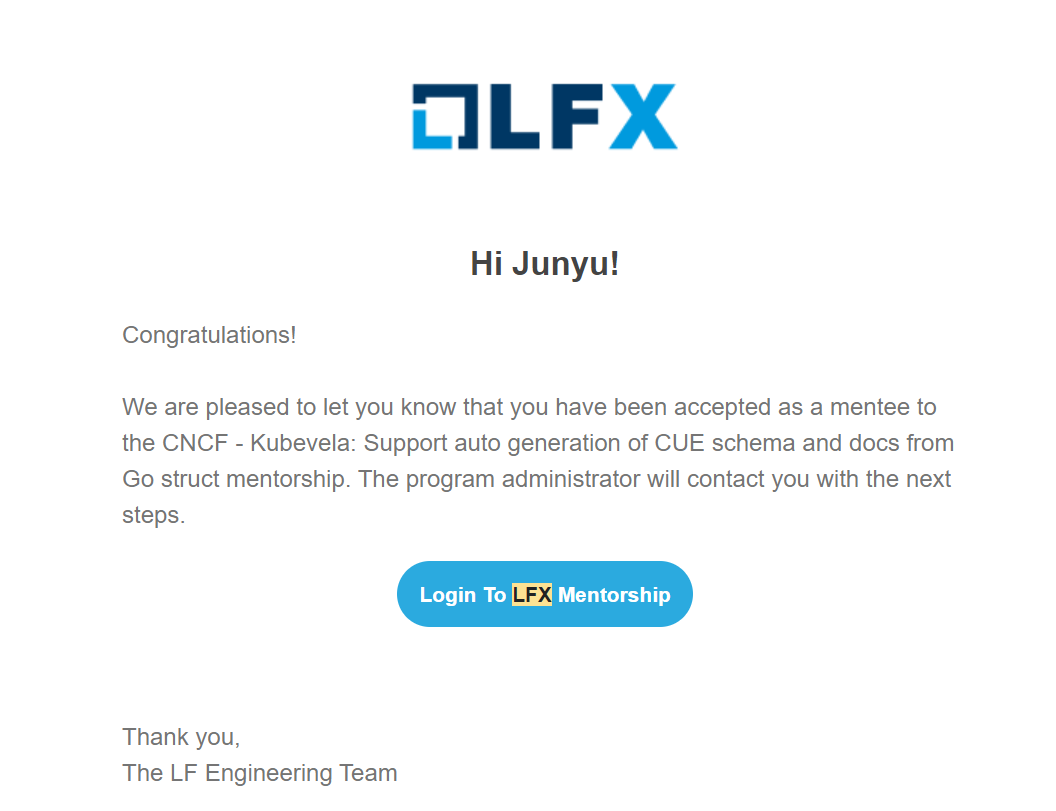 LFX
Hi Junyu!
Congratulations!
We are pleased to let you know that you have been accepted as a mentee to
the CNCF - Kubevela: Support auto generation of CUE schema and docs from
Go struct mentorship. The program administrator will contact you with the next
steps.
Login To LFX Mentorship
Thank you,
The LF Engineering Team